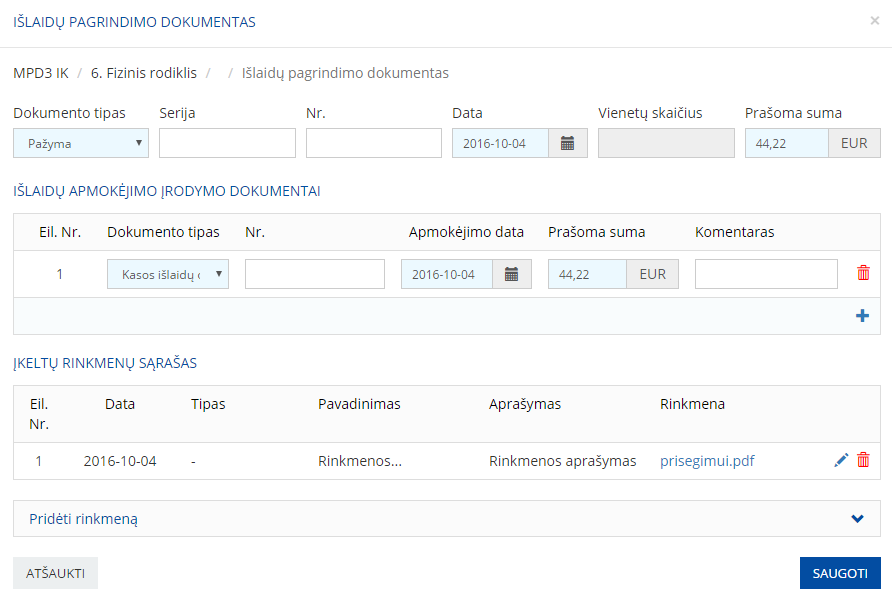 IŠLAIDŲ PAGRINDIMO DOKUMENTAS ×
MPD3 IK / 6. Fizinis rodiklis / / Išlaidų pagrindimo dokumentas
Dokumento tipas Serija Nr. Data Vienetų skaičius Prašoma suma
Pažyma 2016-10-04 44,22 EUR
IŠLAIDŲ APMOKĖJIMO ĮRODYMO DOKUMENTAI
Eil. Nr. Dokumento tipas Nr. Apmokėjimo data Prašoma suma Komentaras
1 Kasos išlaidų 2016-10-04 44,22 EUR
ĮKELTŲ RINKMENŲ SĄRAŠAS
Eil. Data Tipas Pavadinimas Aprašymas Rinkmena
Nr.
1 2016-10-04 - Rinkmenos... Rinkmenos aprašymas prisegimui.pdf
Pridėti rinkmeną
ATŠAUKTI SAUGOTI